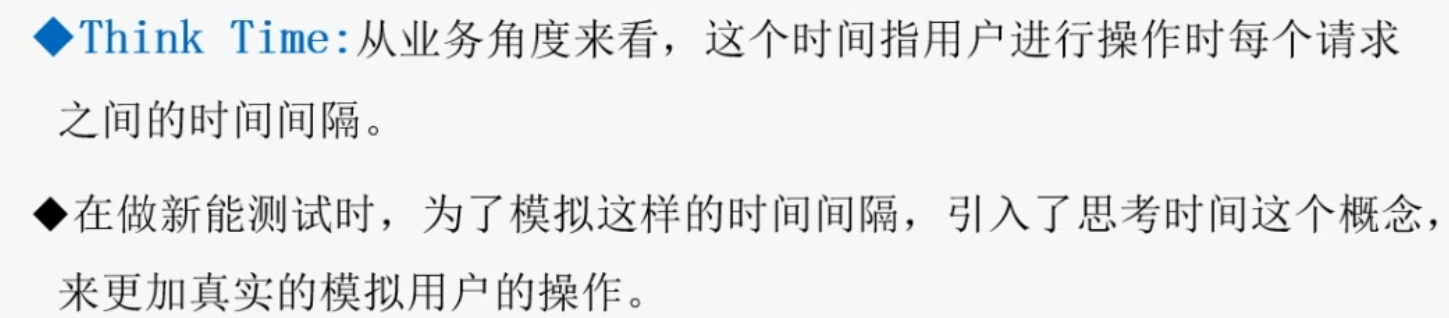 ◆Think Time:从业务角度来看，这个时间指用户进行操作时每个请求
之间的时间间隔。
◆在做新能测试时，为了模拟这样的时间间隔，引入了思考时间这个概念，
来更加真实的模拟用户的操作。